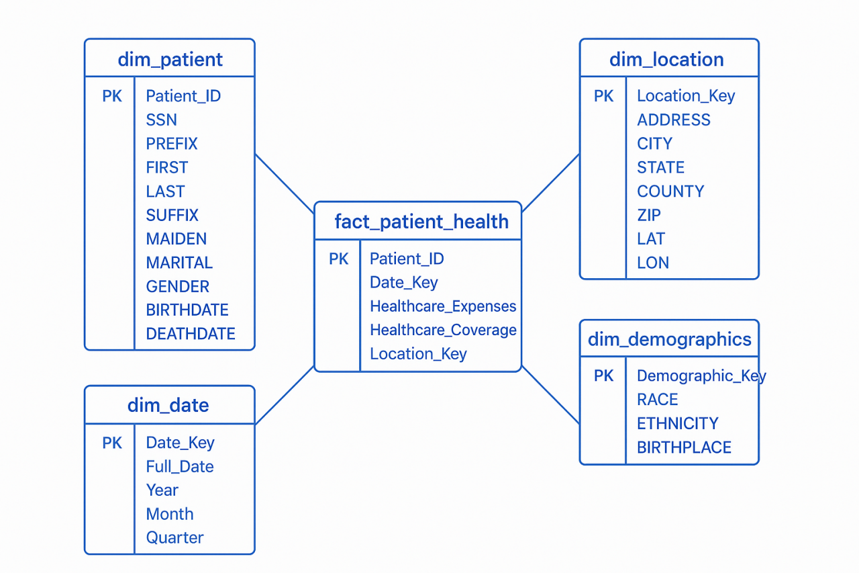 dim_patient
PK Patient_ID
SSN
PREFIX
FIRST
LAST
SUFFIX
MAIDEN
MARITAL
GENDER
BIRTHDATE
DEATHDATE
dim_location
PK Location_Key
ADDRESS
CITY
STATE
COUNTY
ZIP
LAT
LON
fact_patient_health
PK Patient_ID
Date_Key
Healthcare_Expenses
Healthcare_Coverage
Location_Key
dim_date
PK Date_Key
Full_Date
Year
Month
Quarter
dim_demographics
PK Demographic_Key
RACE
ETHNICITY
BIRTHPLACE